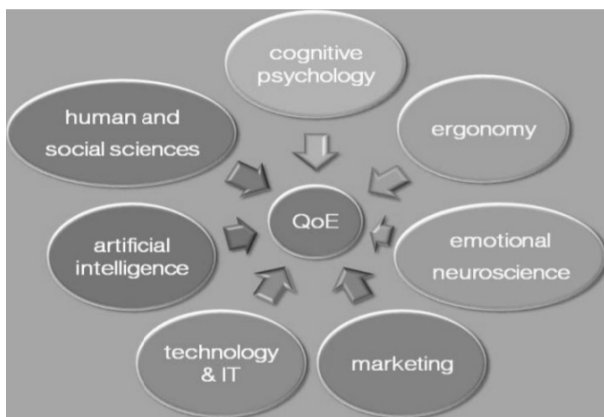 cognitive
psychology
human and
social sciences
ergonomy
QoE
artificial
intelligence
emotional
neuroscience
technology
& IT
marketing